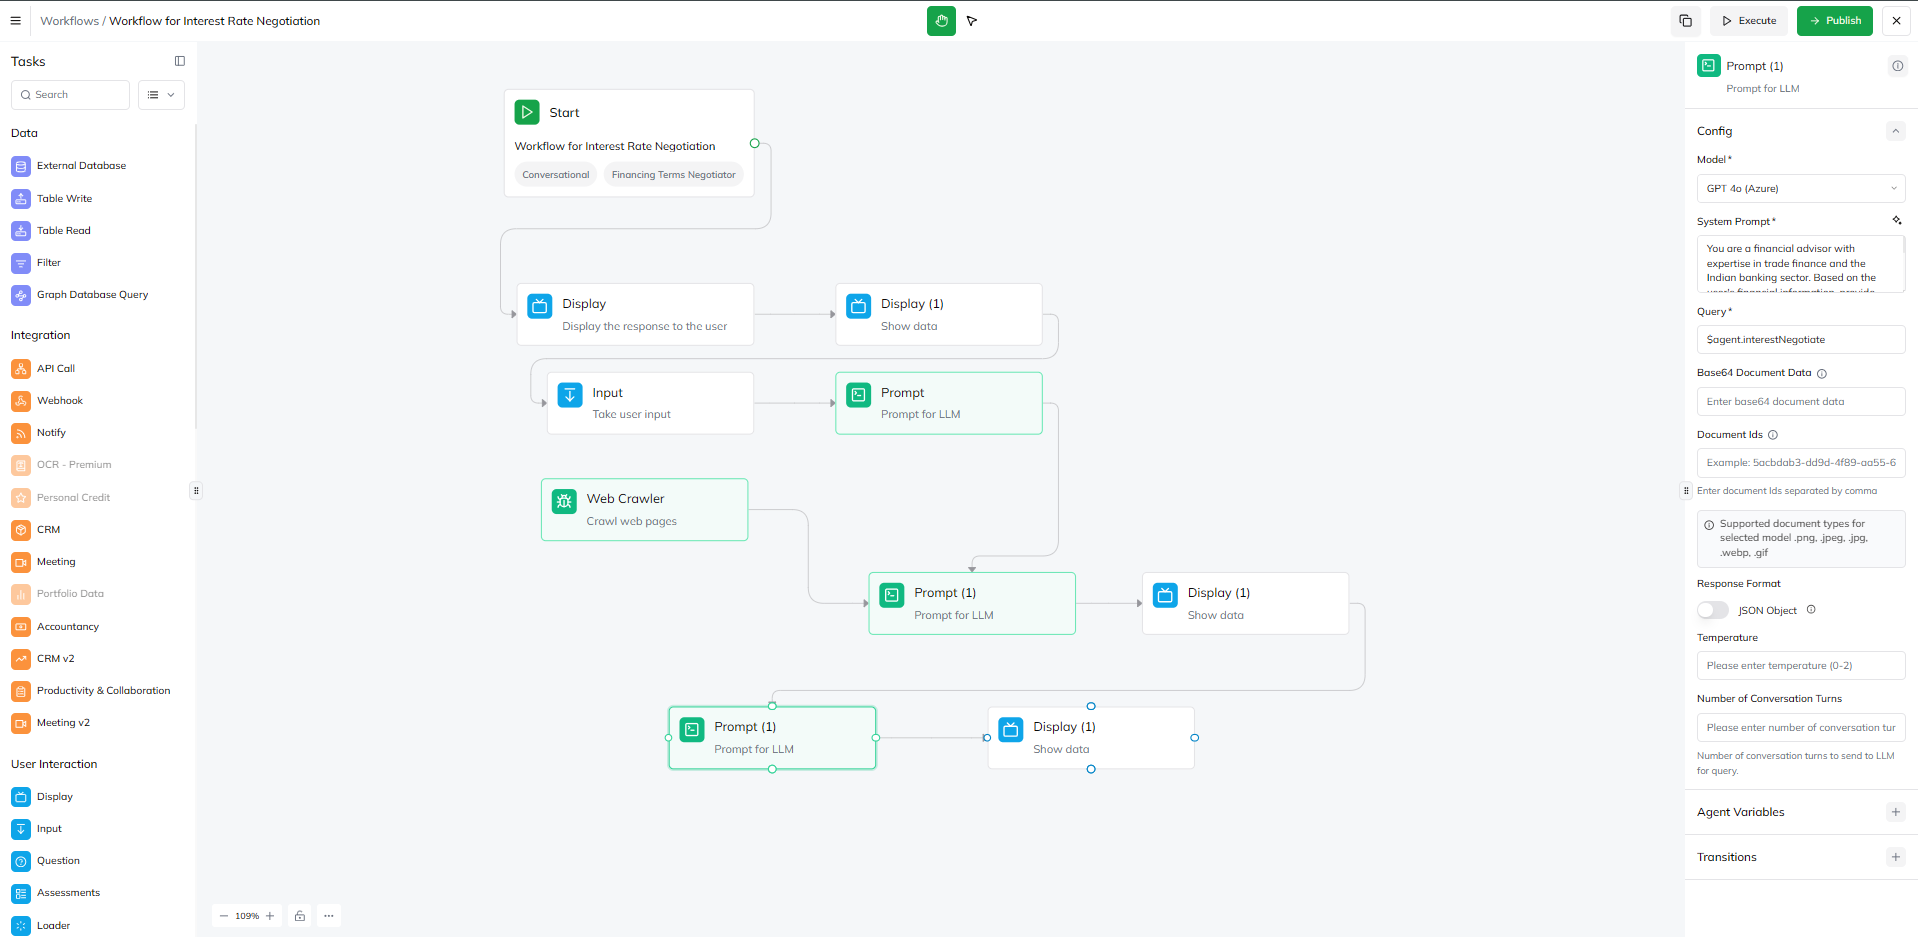 Workflows / Workflow for Interest Rate Negotiation
Execute
Publish
Tasks
Search
Data
External Database
Table Write
Table Read
Filter
Graph Database Query
Integration
API Call
Webhook
Notify
OCR - Premium
Personal Credit
CRM
Meeting
Portfolio Data
Accountancy
CRM v2
Productivity & Collaboration
Meeting v2
User Interaction
Display
Input
Question
Assessments
Loader
Start
Workflow for Interest Rate Negotiation
Conversational
Financing Terms Negotiator
Display
Display the response to the user
Display (1)
Show data
Input
Take user input
Prompt
Prompt for LLM
Web Crawler
Crawl web pages
Prompt (1)
Prompt for LLM
Display (1)
Show data
Prompt (1)
Prompt for LLM
Display (1)
Show data
109%
Prompt (1)
Prompt for LLM
Config
Model*
GPT 4o (Azure)
System Prompt*
You are a financial advisor with
expertise in trade finance and the
Indian banking sector. Based on the
user's financial information, provide
Query*
$agent.interestNegotiate
Base64 Document Data
Enter base64 document data
Document Ids
Example: 5acbdab3-dd9d-4f89-aa55-6
Enter document Ids separated by comma
Supported document types for
selected model .png, .jpeg, .jpg,
.webp, .gif
Response Format
JSON Object
Temperature
Please enter temperature (0-2)
Number of Conversation Turns
Please enter number of conversation tur
Number of conversation turns to send to LLM
for query.
Agent Variables
Transitions